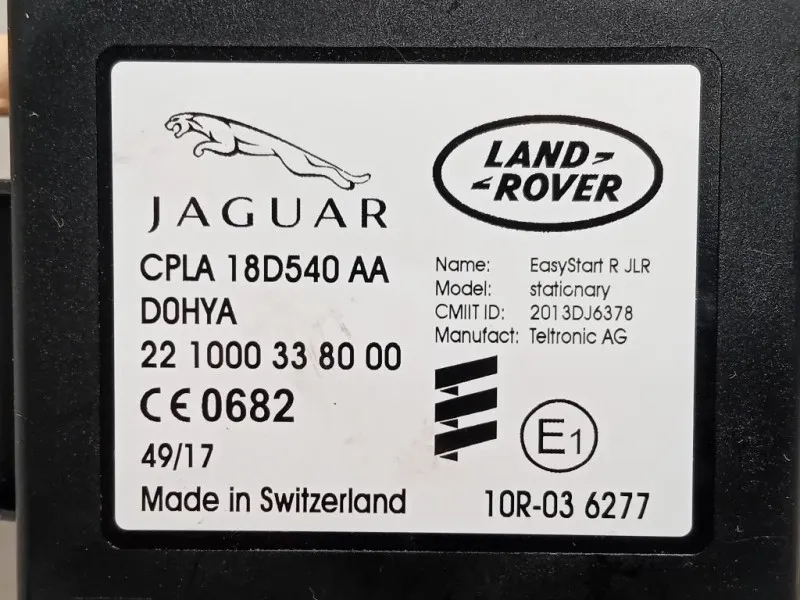 JAGUAR
LAND
ROVER
CPLA 18D540 AA
D0HYA
22 1000 33 80 00
CE 0682
49/17
Made in Switzerland
Name: EasyStart R JLR
Model: stationary
CMIIT ID: 2013DJ6378
Manufact: Teltronic AG
E1
10R-03 6277